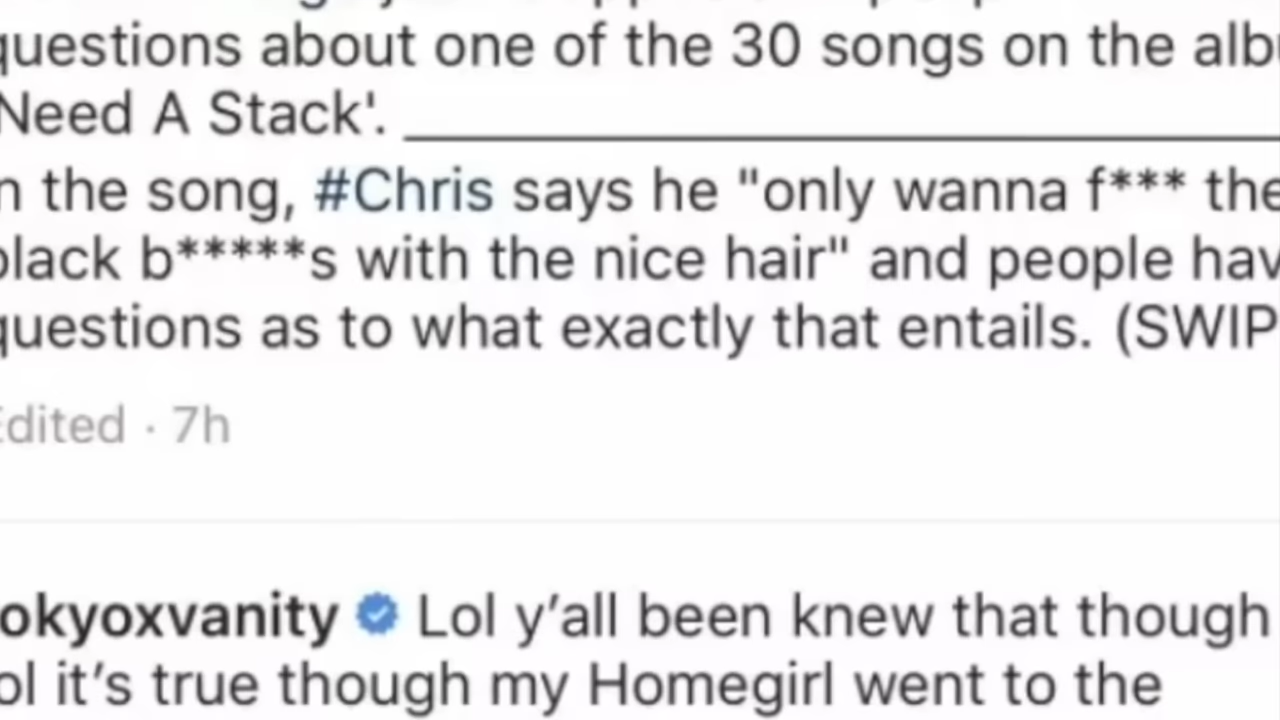 questions about one of the 30 songs on the albu
Need A Stack'.
n the song, #Chris says he "only wanna f*** the
black b*****s with the nice hair" and people hav
questions as to what exactly that entails. (SWIP
Edited · 7h
okyoxvanity Lol y’all been knew that though
ol it’s true though my Homegirl went to the